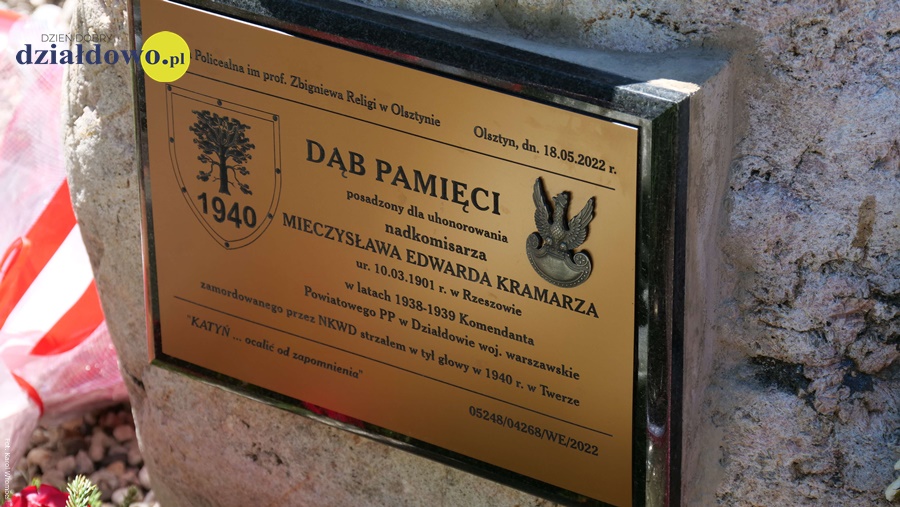 DZIEŃ DOBRY
działdowo.pl
Policealna im prof. Zbigniewa Religi w Olsztynie
Olsztyn, dn. 18.05.2022 r.
1940
DĄB PAMIĘCI
posadzony dla uhonorowania
nadkomisarza
MIECZYSŁAWA EDWARDA KRAMARZA
ur. 10.03.1901 r. w Rzeszowie
w latach 1938-1939 Komendanta
Powiatowego PP w Działdowie woj. warszawskie
zamordowanego przez NKWD strzałem w tył głowy w 1940 r. w Twerze
"KATYŃ ... ocalić od zapomnienia"
05248/04268/WE/2022